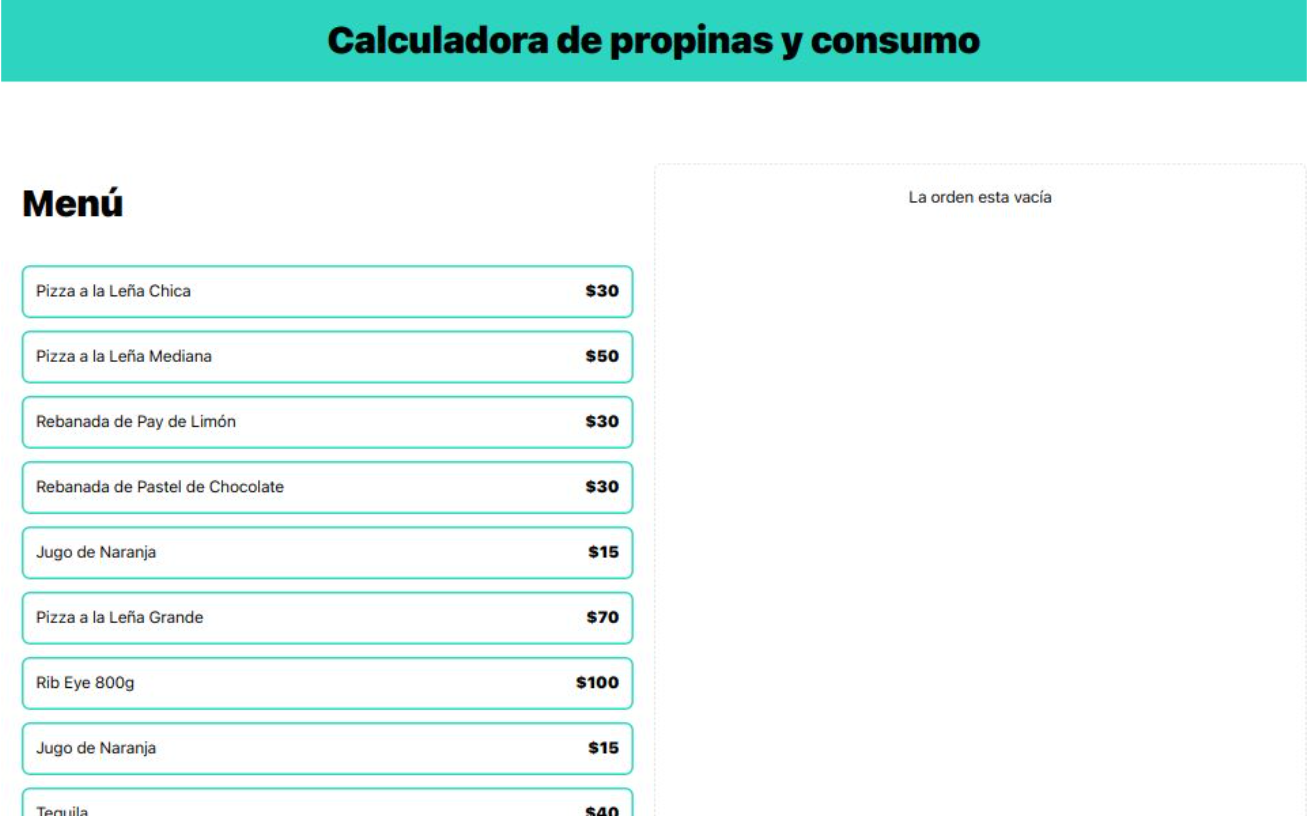 Calculadora de propinas y consumo
Menú
La orden esta vacía
Pizza a la Leña Chica $30
Pizza a la Leña Mediana $50
Rebanada de Pay de Limón $30
Rebanada de Pastel de Chocolate $30
Jugo de Naranja $15
Pizza a la Leña Grande $70
Rib Eye 800g $100
Jugo de Naranja $15
Tequila $40